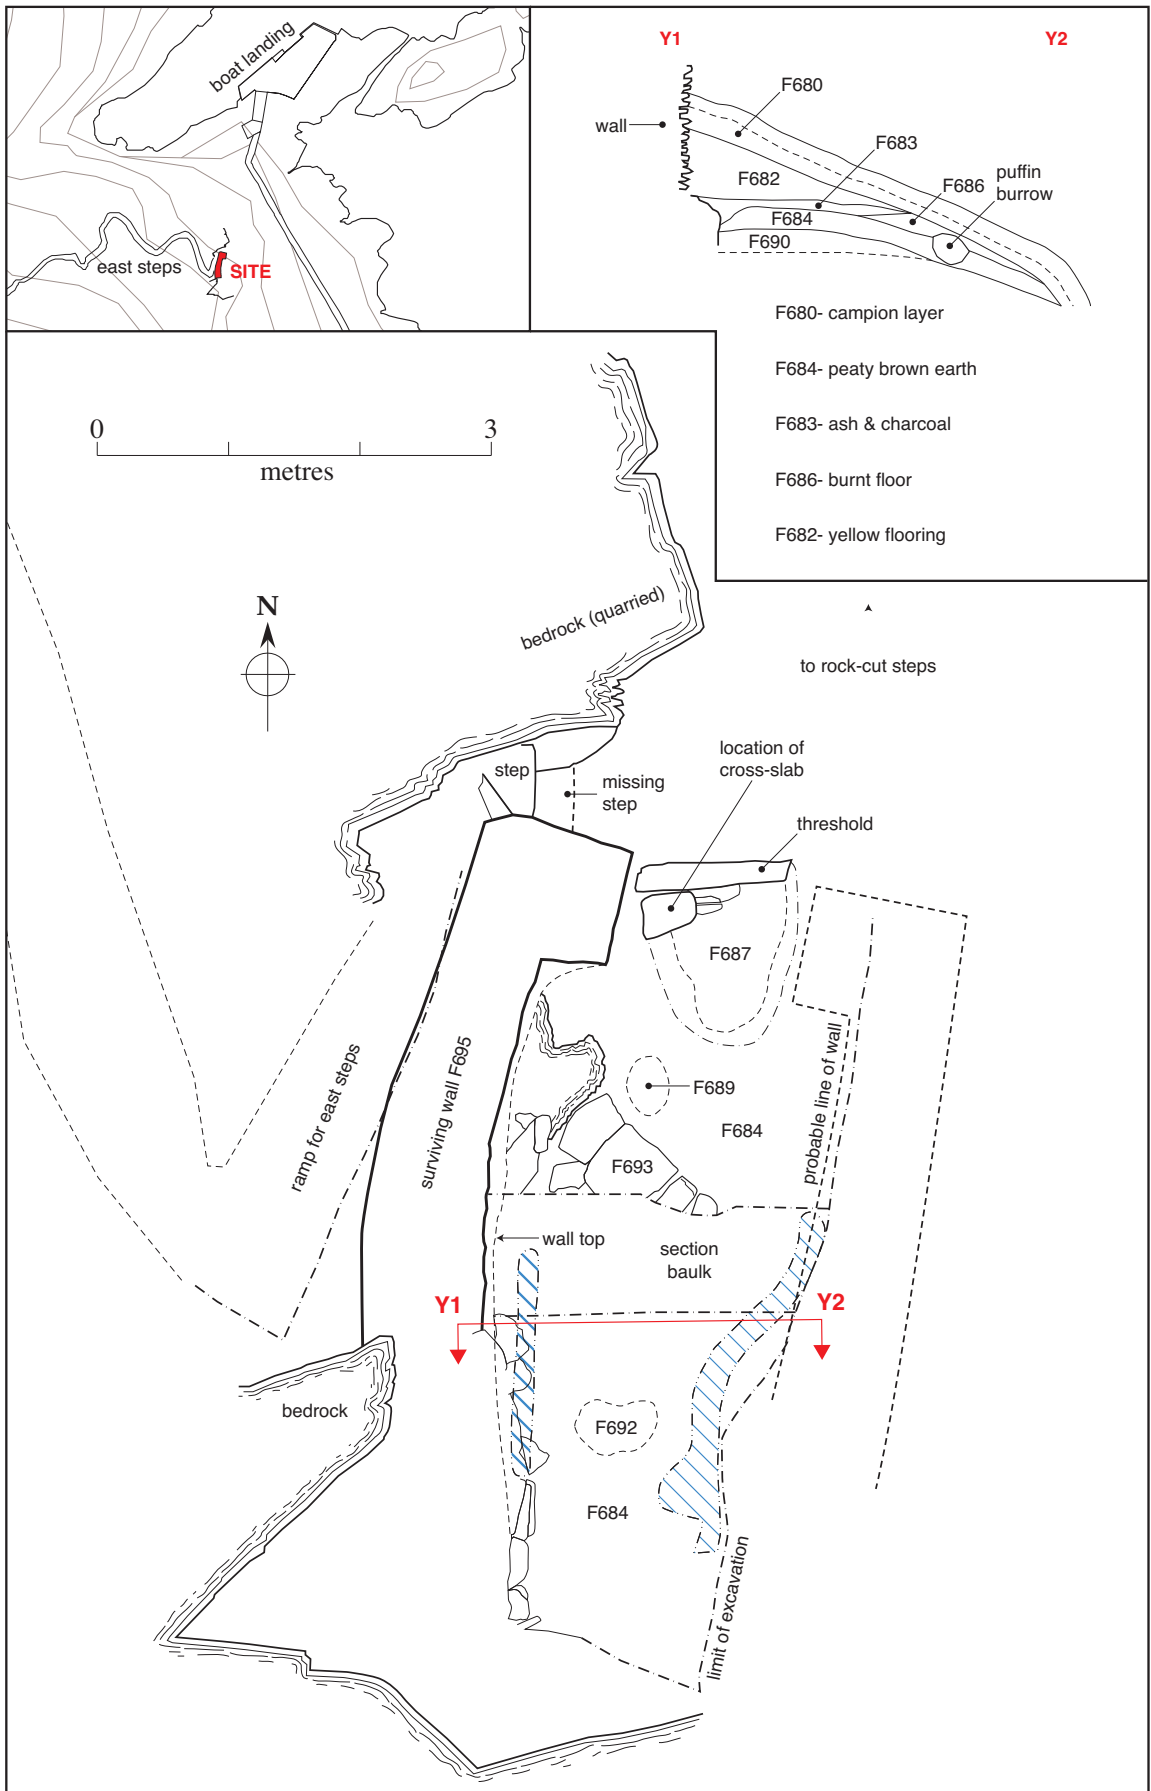 boat landing
east steps
SITE
Y1
Y2
F680
wall
F683
F682
F686
puffin
burrow
F684
F690
F680- campion layer
F684- peaty brown earth
F683- ash & charcoal
F686- burnt floor
F682- yellow flooring
0
3
metres
N
bedrock (quarried)
to rock-cut steps
location of
cross-slab
step
missing
step
threshold
F687
ramp for east steps
surviving wall F695
probable line of wall
F689
F684
F693
wall top
section
baulk
Y1
Y2
bedrock
F692
F684
limit of excavation